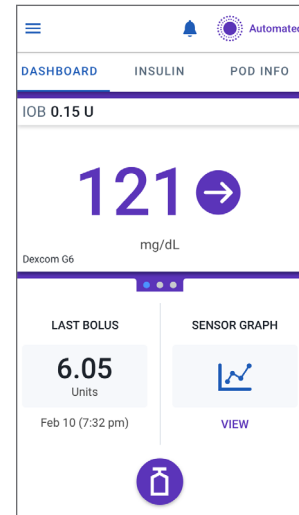 Automated
DASHBOARD INSULIN POD INFO
IOB 0.15 U
121
mg/dL
Dexcom G6
LAST BOLUS
6.05
Units
Feb 10 (7:32 pm)
SENSOR GRAPH
VIEW